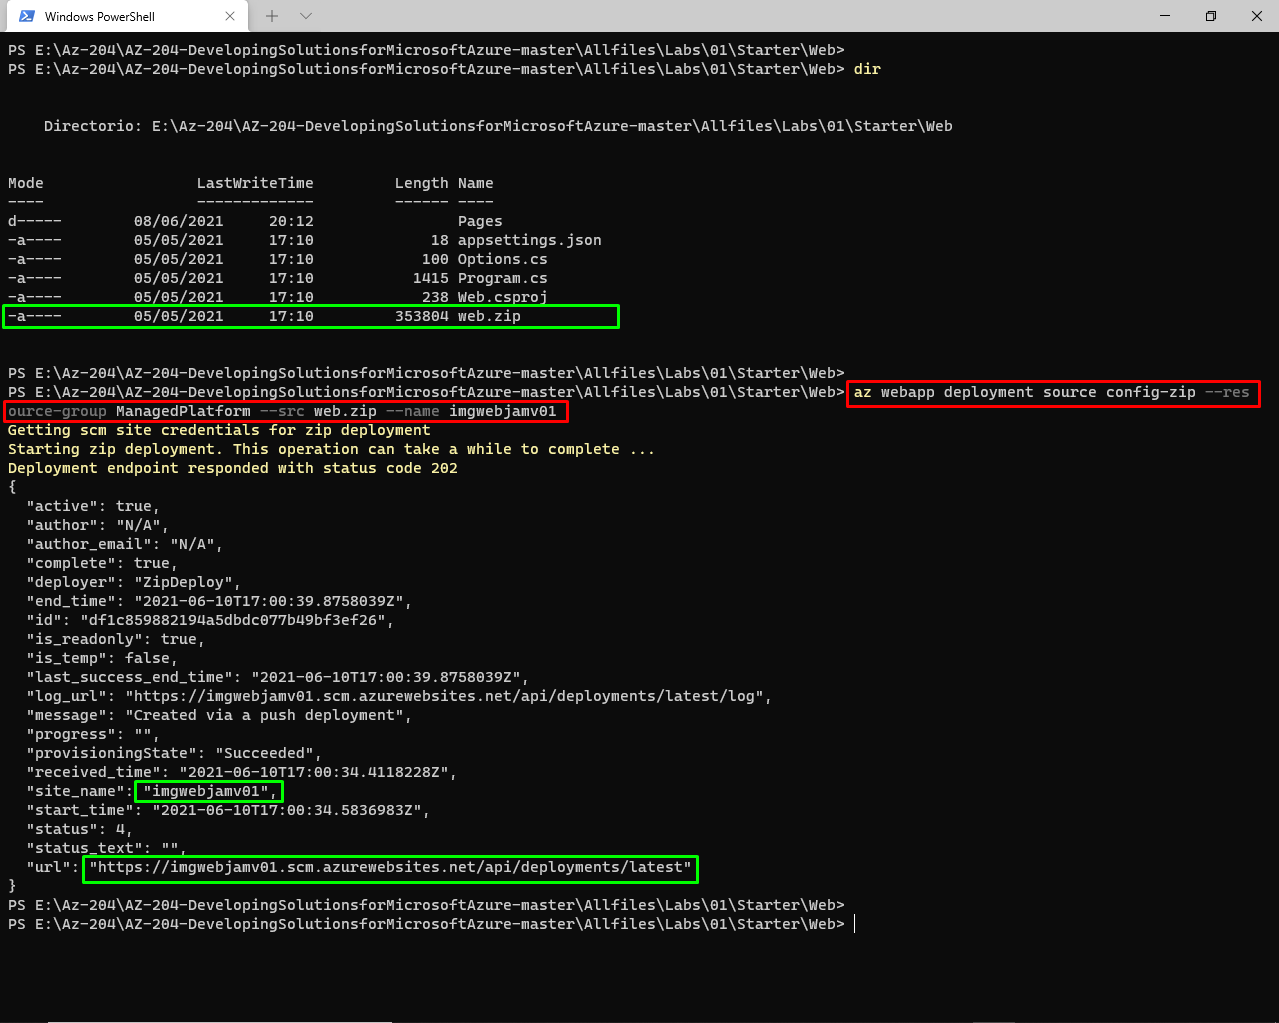 Windows PowerShell
PS E:\Az-204\AZ-204-DevelopingSolutionsforMicrosoftAzure-master\Allfiles\Labs\01\Starter\Web>
PS E:\Az-204\AZ-204-DevelopingSolutionsforMicrosoftAzure-master\Allfiles\Labs\01\Starter\Web> dir
Directorio: E:\Az-204\AZ-204-DevelopingSolutionsforMicrosoftAzure-master\Allfiles\Labs\01\Starter\Web
Mode                 LastWriteTime         Length Name
----                 -------------         ------ ----
d-----        08/06/2021     20:12                Pages
-a----        05/05/2021     17:10             18 appsettings.json
-a----        05/05/2021     17:10            100 Options.cs
-a----        05/05/2021     17:10           1415 Program.cs
-a----        05/05/2021     17:10            238 Web.csproj
-a----        05/05/2021     17:10         353804 web.zip
PS E:\Az-204\AZ-204-DevelopingSolutionsforMicrosoftAzure-master\Allfiles\Labs\01\Starter\Web>
PS E:\Az-204\AZ-204-DevelopingSolutionsforMicrosoftAzure-master\Allfiles\Labs\01\Starter\Web> az webapp deployment source config-zip --res
ource-group ManagedPlatform --src web.zip --name imgwebjamv01
Getting scm site credentials for zip deployment
Starting zip deployment. This operation can take a while to complete ...
Deployment endpoint responded with status code 202
{
  "active": true,
  "author": "N/A",
  "author_email": "N/A",
  "complete": true,
  "deployer": "ZipDeploy",
  "end_time": "2021-06-10T17:00:39.8758039Z",
  "id": "df1c859882194a5dbdc077b49bf3ef26",
  "is_readonly": true,
  "is_temp": false,
  "last_success_end_time": "2021-06-10T17:00:39.8758039Z",
  "log_url": "https://imgwebjamv01.scm.azurewebsites.net/api/deployments/latest/log",
  "message": "Created via a push deployment",
  "progress": "",
  "provisioningState": "Succeeded",
  "received_time": "2021-06-10T17:00:34.4118228Z",
  "site_name": "imgwebjamv01",
  "start_time": "2021-06-10T17:00:34.5836983Z",
  "status": 4,
  "status_text": "",
  "url": "https://imgwebjamv01.scm.azurewebsites.net/api/deployments/latest"
}
PS E:\Az-204\AZ-204-DevelopingSolutionsforMicrosoftAzure-master\Allfiles\Labs\01\Starter\Web>
PS E:\Az-204\AZ-204-DevelopingSolutionsforMicrosoftAzure-master\Allfiles\Labs\01\Starter\Web>